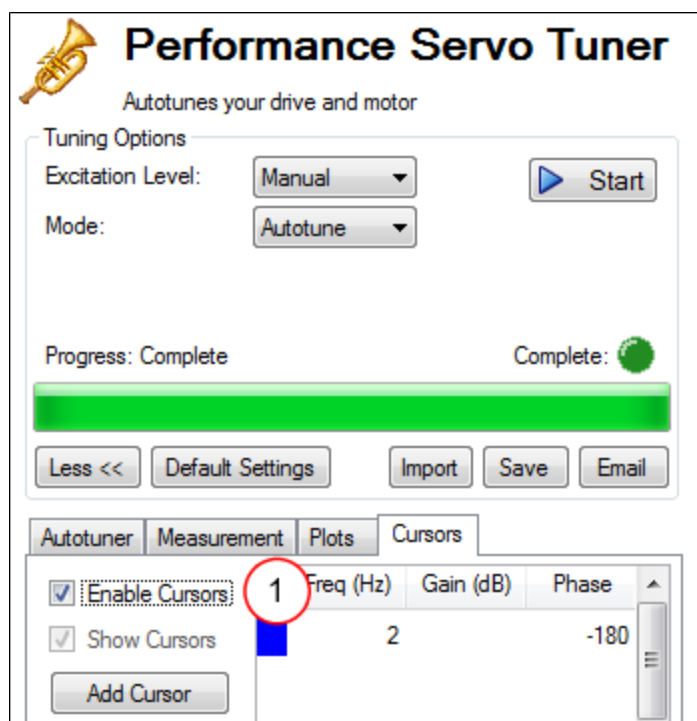 Performance Servo Tuner
Autotunes your drive and motor
Tuning Options
Excitation Level: Manual Start
Mode: Autotune
Progress: Complete Complete:
Less << Default Settings Import Save Email
Autotuner Measurement Plots Cursors
Enable Cursors 1 Freq (Hz) Gain (dB) Phase
Show Cursors 2 -180
Add Cursor